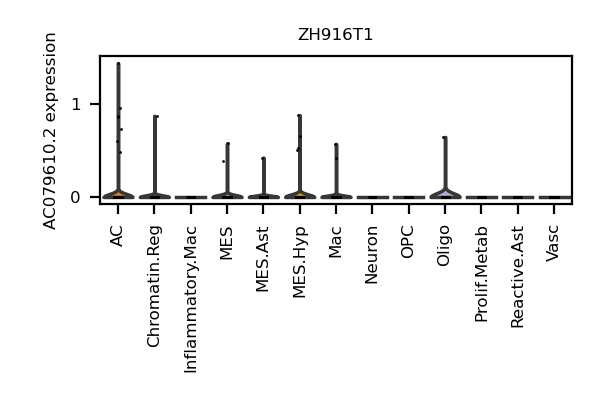 ZH916T1
AC079610.2 expression
1
0
AC
Chromatin.Reg
Inflammatory.Mac
MES
MES.Ast
MES.Hyp
Mac
Neuron
OPC
Oligo
Prolif.Metab
Reactive.Ast
Vasc